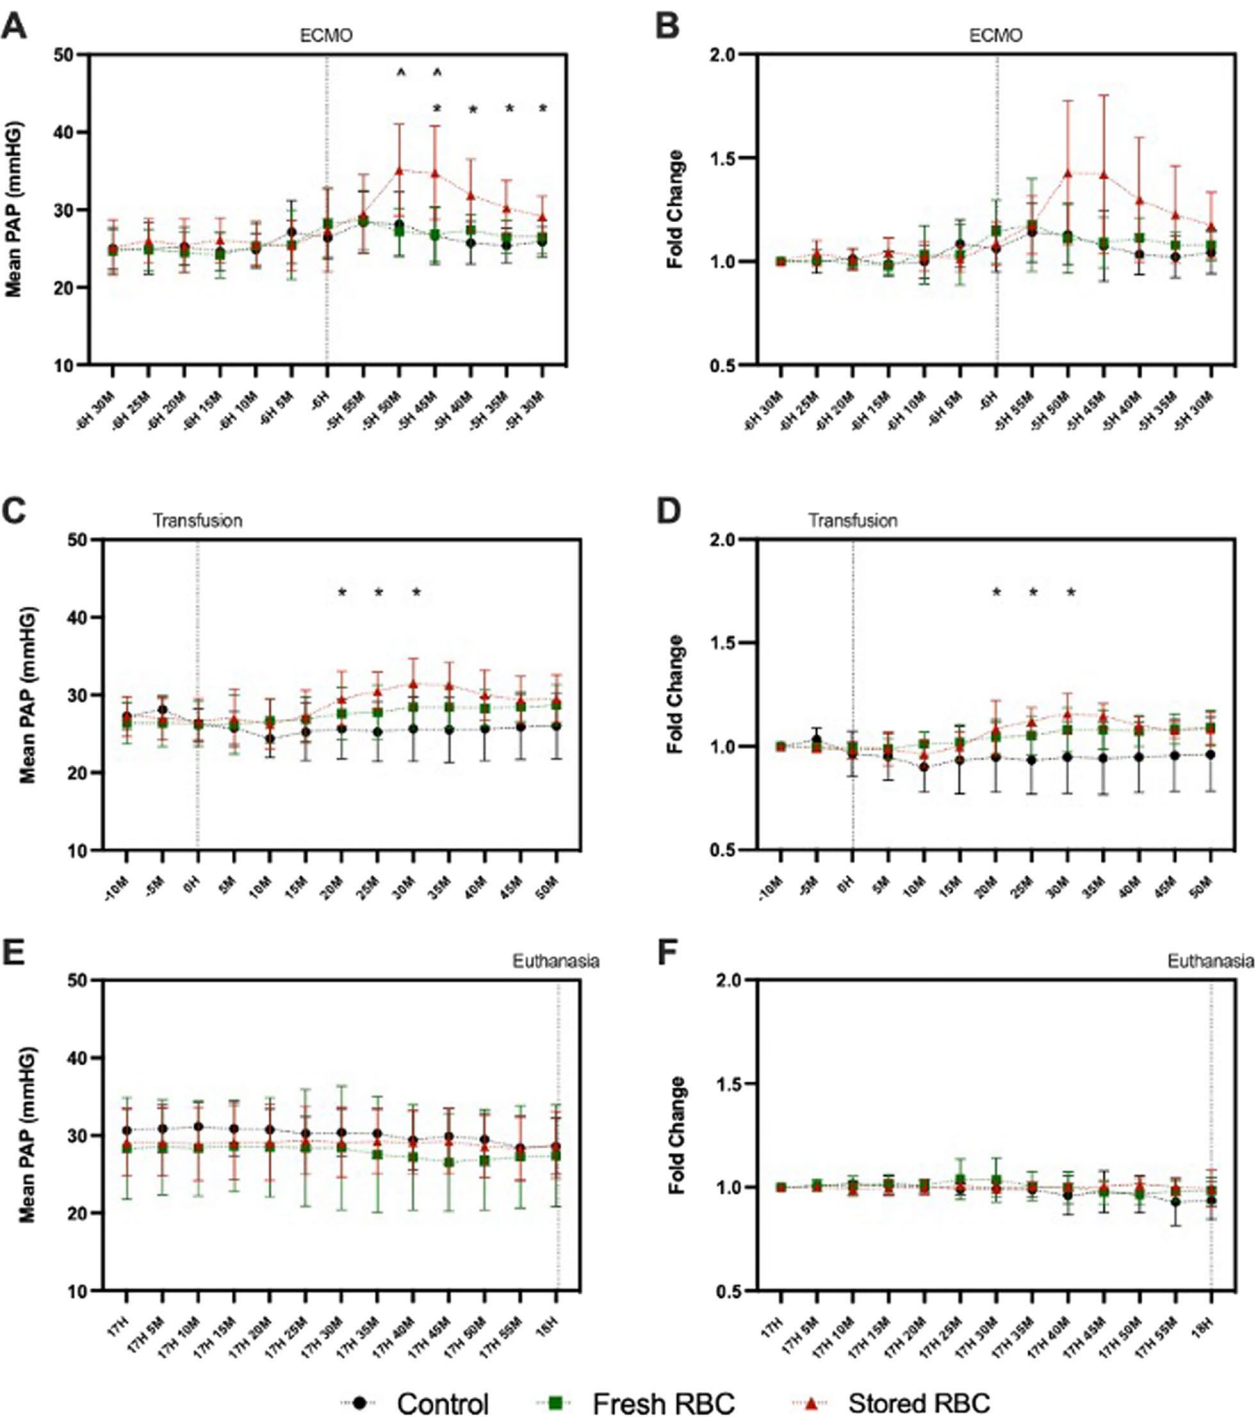 A
ECMO
Mean PAP (mmHG)
50
40
30
20
10
^ ^
* * * *
-6H 30M -6H 25M -6H 20M -6H 15M -6H 10M -6H 5M -6H -5H 55M -5H 50M -5H 45M -5H 40M -5H 35M -5H 30M
B
ECMO
Fold Change
2.0
1.5
1.0
0.5
-6H 30M -6H 25M -6H 20M -6H 15M -6H 10M -6H 5M -6H -5H 55M -5H 50M -5H 45M -5H 40M -5H 35M -5H 30M
C
Transfusion
Mean PAP (mmHG)
50
40
30
20
10
* * *
-10M -5M 0H 5M 10M 15M 20M 25M 30M 35M 40M 45M 50M
D
Transfusion
Fold Change
2.0
1.5
1.0
0.5
* * *
-10M -5M 0H 5M 10M 15M 20M 25M 30M 35M 40M 45M 50M
E
Euthanasia
Mean PAP (mmHG)
50
40
30
20
10
17H 17H 5M 17H 10M 17H 15M 17H 20M 17H 25M 17H 30M 17H 35M 17H 40M 17H 45M 17H 50M 17H 55M 18H
F
Euthanasia
Fold Change
2.0
1.5
1.0
0.5
17H 17H 5M 17H 10M 17H 15M 17H 20M 17H 25M 17H 30M 17H 35M 17H 40M 17H 45M 17H 50M 17H 55M 18H
Control Fresh RBC Stored RBC